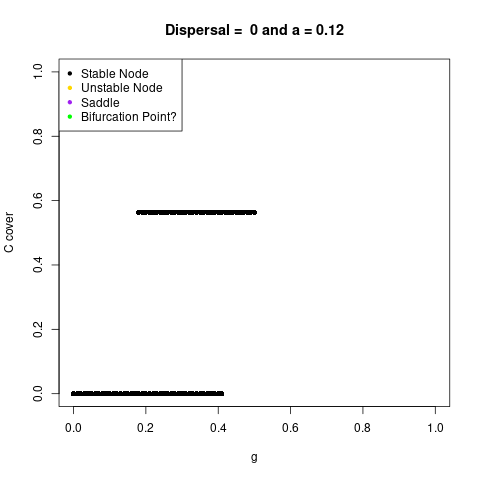 Dispersal =  0 and a = 0.12
Stable Node
Unstable Node
Saddle
Bifurcation Point?
C cover
1.0
0.8
0.6
0.4
0.2
0.0
0.0 0.2 0.4 0.6 0.8 1.0
g